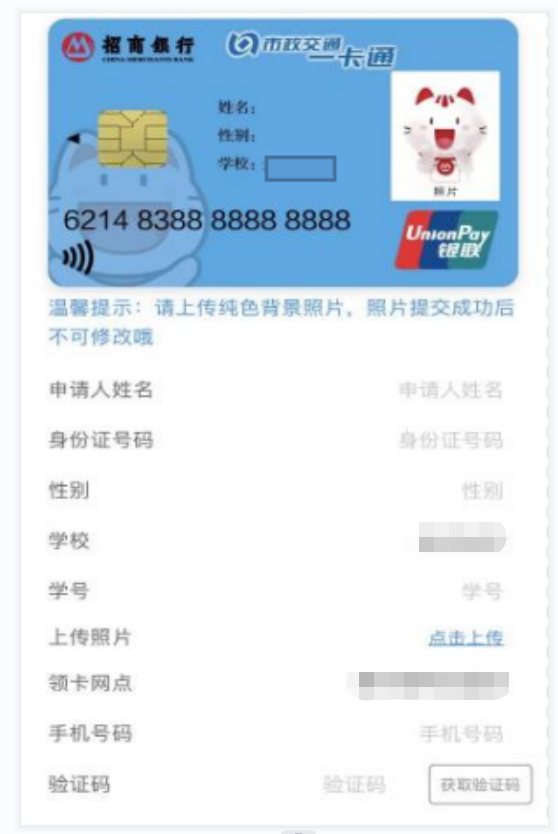 招商银行
CHINA MERCHANTS BANK
市政交通
一卡通
姓名：
性别：
学校：
照片
6214 8388 8888 8888
UnionPay
银联
温馨提示：请上传纯色背景照片，照片提交成功后
不可修改哦
申请人姓名 申请人姓名
身份证号码 身份证号码
性别 性别
学校
学号 学号
上传照片 点击上传
领卡网点
手机号码 手机号码
验证码 验证码 获取验证码